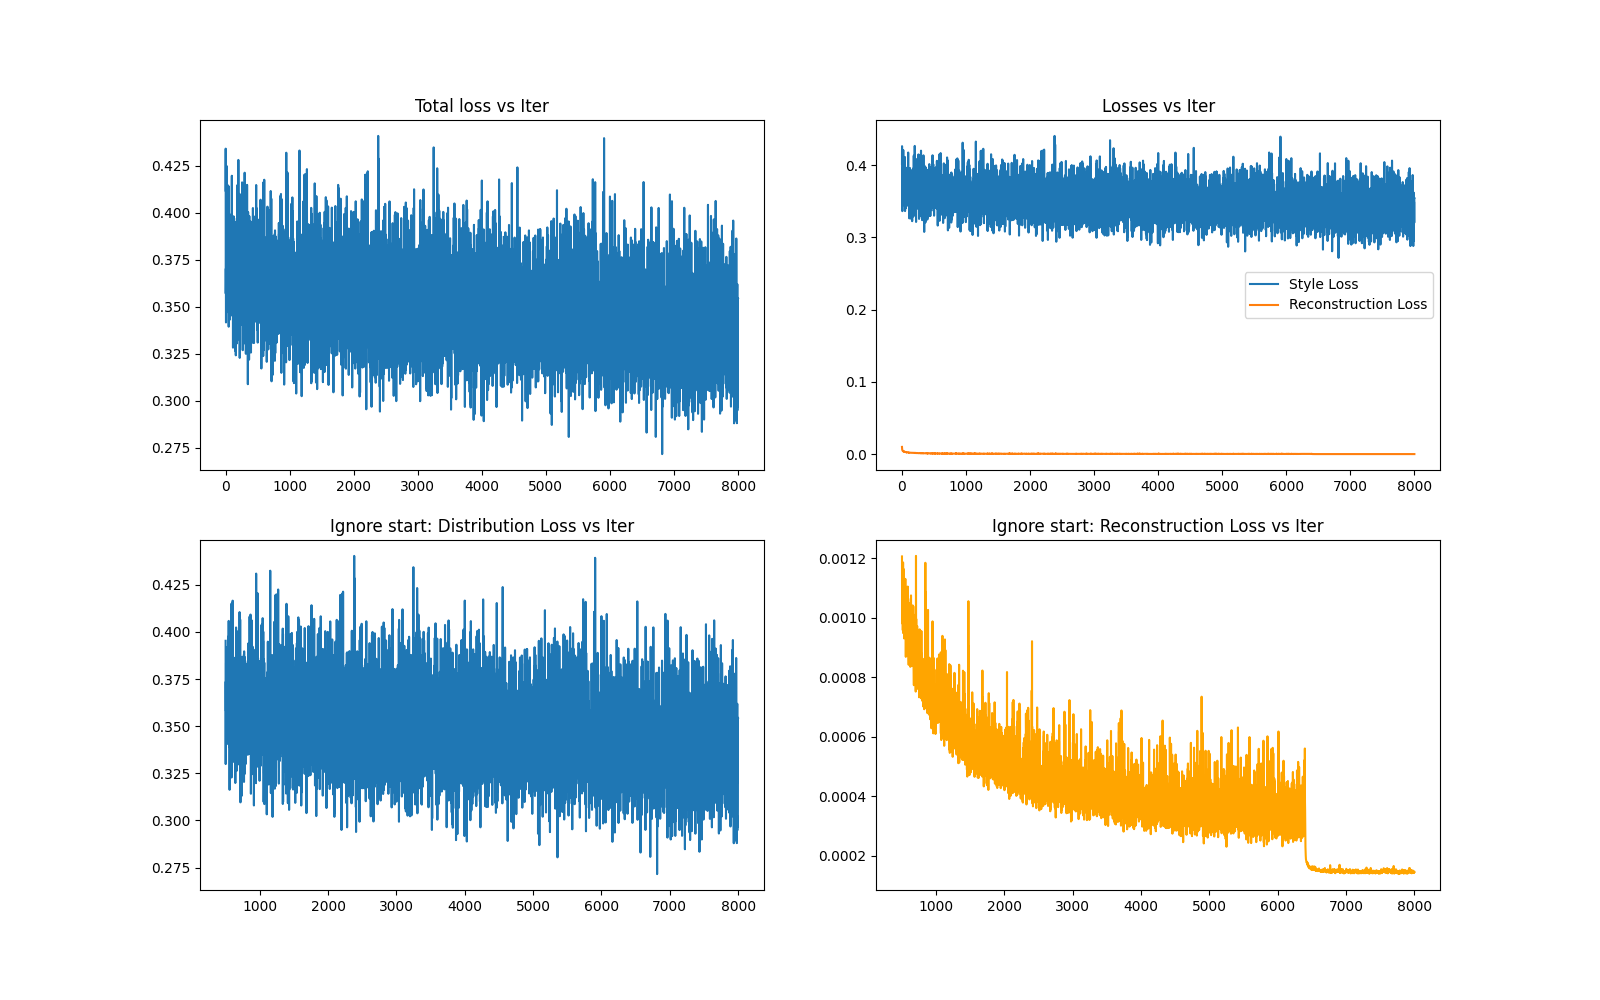 Total loss vs Iter
0.425
0.400
0.375
0.350
0.325
0.300
0.275
0 1000 2000 3000 4000 5000 6000 7000 8000
Losses vs Iter
0.4
0.3
0.2
0.1
0.0
Style Loss
Reconstruction Loss
0 1000 2000 3000 4000 5000 6000 7000 8000
Ignore start: Distribution Loss vs Iter
0.425
0.400
0.375
0.350
0.325
0.300
0.275
1000 2000 3000 4000 5000 6000 7000 8000
Ignore start: Reconstruction Loss vs Iter
0.0012
0.0010
0.0008
0.0006
0.0004
0.0002
1000 2000 3000 4000 5000 6000 7000 8000